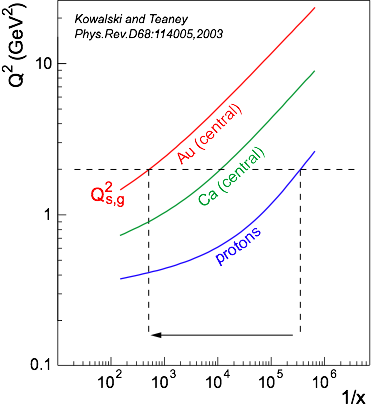 Kowalski and Teaney
Phys.Rev.D68:114005,2003
Q² (GeV²)
10
1
0.1
Au (central)
Ca (central)
protons
Q²s,g
10² 10³ 10⁴ 10⁵ 10⁶
1/x